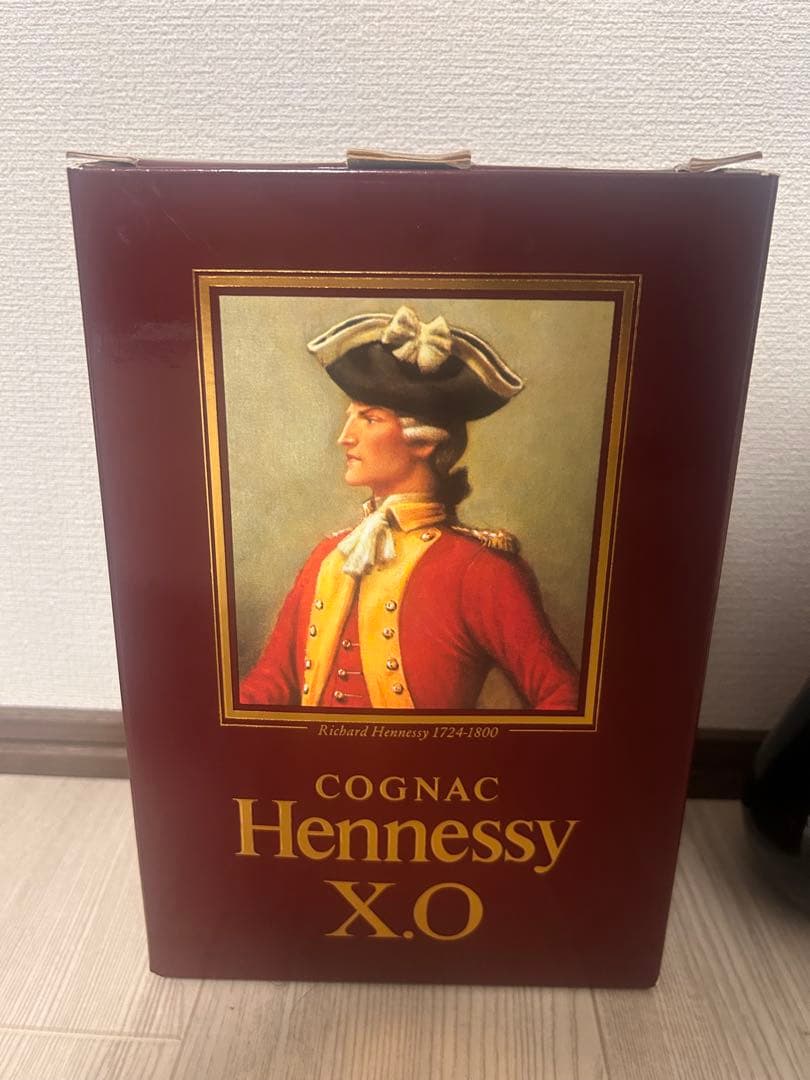 Richard Hennessy 1724-1800
COGNAC
Hennessy
X.O